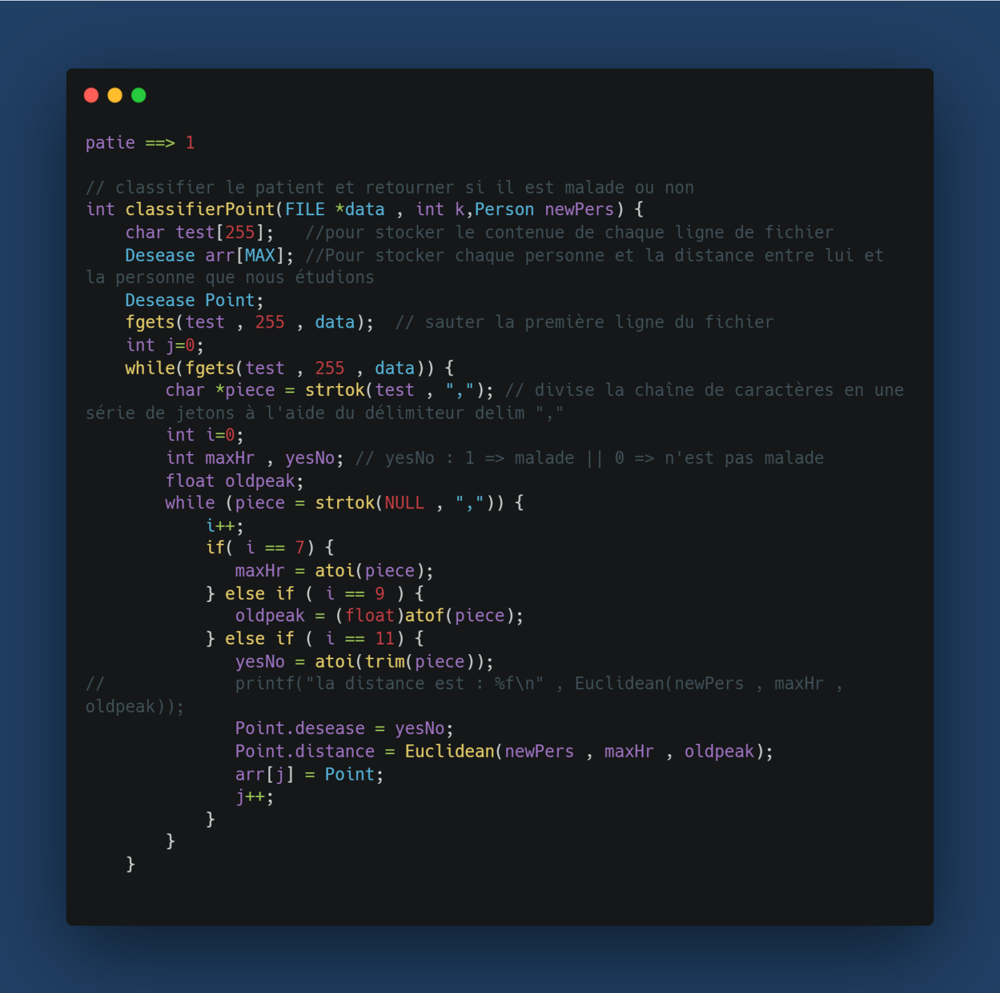 patie ==> 1
// classifier le patient et retourner si il est malade ou non
int classifierPoint(FILE *data , int k,Person newPers) {
    char test[255];   //pour stocker le contenue de chaque ligne de fichier
    Desease arr[MAX]; //Pour stocker chaque personne et la distance entre lui et
la personne que nous étudions
    Desease Point;
    fgets(test , 255 , data);  // sauter la première ligne du fichier
    int j=0;
    while(fgets(test , 255 , data)) {
        char *piece = strtok(test , ","); // divise la chaîne de caractères en une
série de jetons à l'aide du délimiteur delim ","
        int i=0;
        int maxHr , yesNo; // yesNo : 1 => malade || 0 => n'est pas malade
        float oldpeak;
        while (piece = strtok(NULL , ",")) {
            i++;
            if( i == 7) {
               maxHr = atoi(piece);
            } else if ( i == 9 ) {
               oldpeak = (float)atof(piece);
            } else if ( i == 11) {
               yesNo = atoi(trim(piece));
//             printf("la distance est : %f\n" , Euclidean(newPers , maxHr ,
oldpeak));
               Point.desease = yesNo;
               Point.distance = Euclidean(newPers , maxHr , oldpeak);
               arr[j] = Point;
               j++;
            }
        }
    }